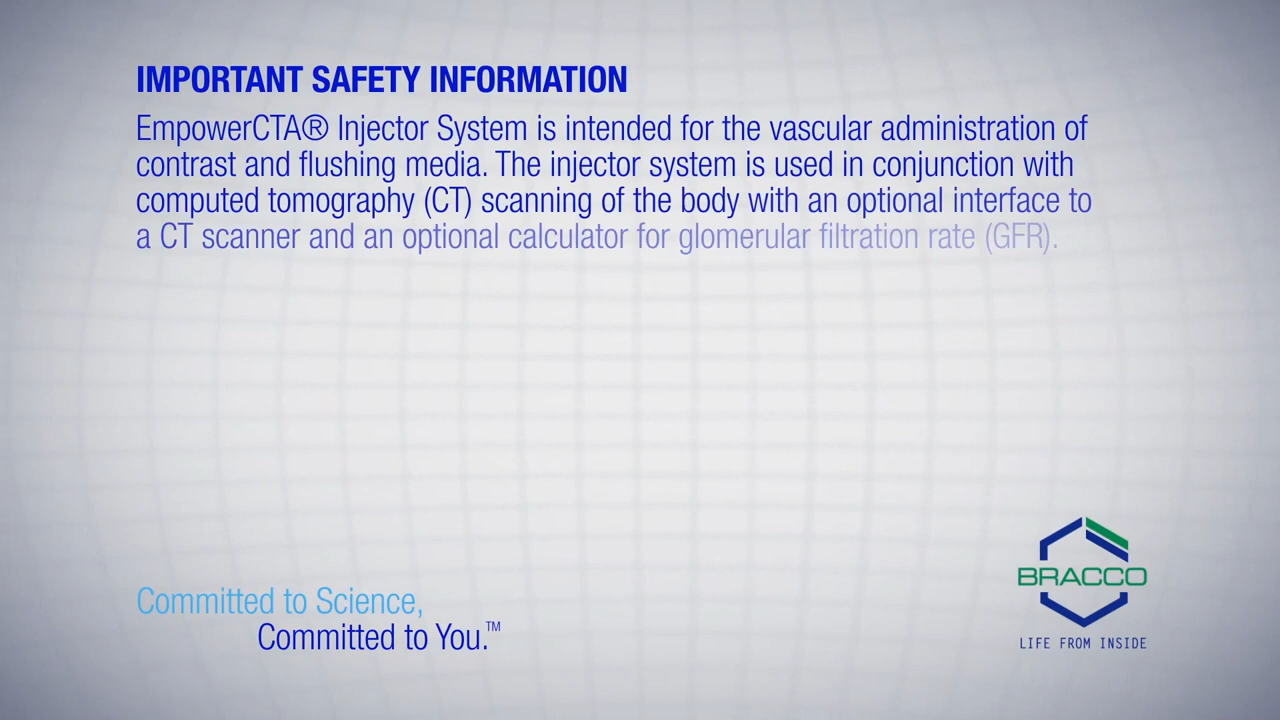 IMPORTANT SAFETY INFORMATION
EmpowerCTA® Injector System is intended for the vascular administration of
contrast and flushing media. The injector system is used in conjunction with
computed tomography (CT) scanning of the body with an optional interface to
a CT scanner and an optional calculator for glomerular filtration rate (GFR).
Committed to Science,
Committed to You.™
BRACCO
LIFE FROM INSIDE